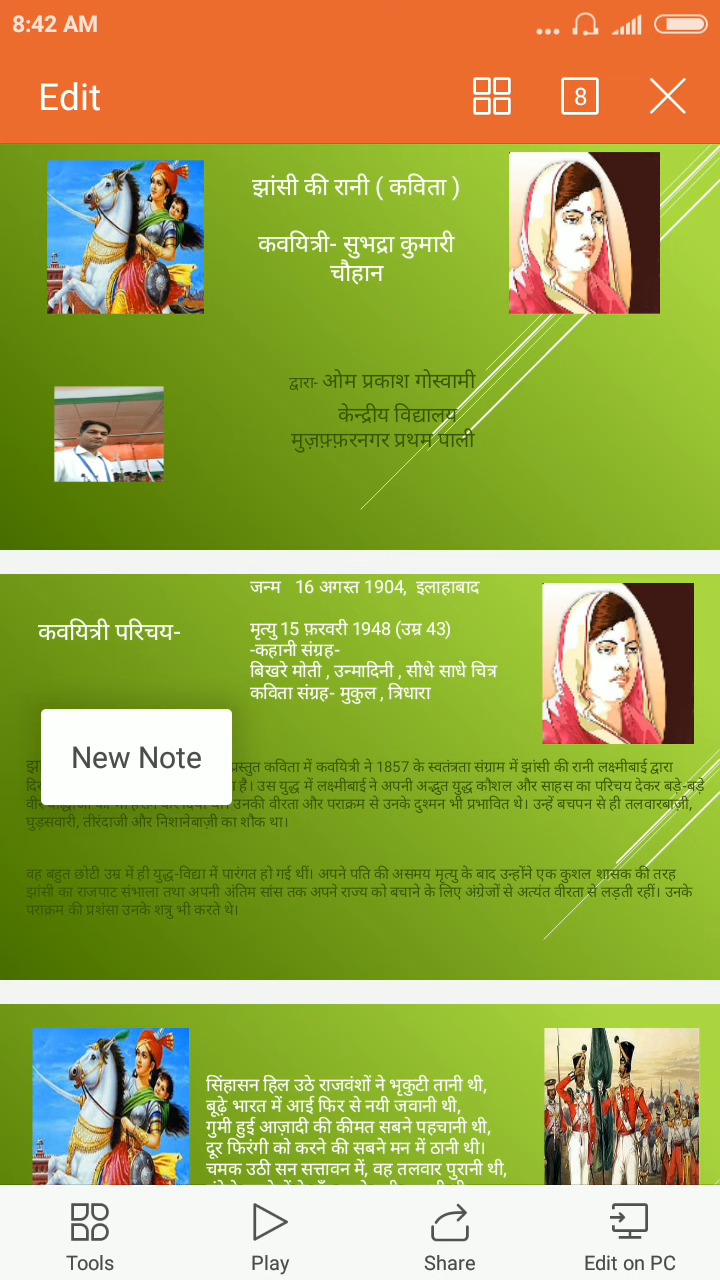 8:42 AM
Edit
8
झांसी की रानी ( कविता )
कवयित्री- सुभद्रा कुमारी
चौहान
द्वारा- ओम प्रकाश गोस्वामी
केन्द्रीय विद्यालय
मुज़फ़्फ़रनगर प्रथम पाली
कवयित्री परिचय-
जन्म 16 अगस्त 1904, इलाहाबाद
मृत्यु 15 फ़रवरी 1948 (उम्र 43)
-कहानी संग्रह-
बिखरे मोती , उन्मादिनी , सीधे साधे चित्र
कविता संग्रह- मुकुल , त्रिधारा
New Note
प्रस्तुत कविता में कवयित्री ने 1857 के स्वतंत्रता संग्राम में झांसी की रानी लक्ष्मीबाई द्वारा
है। उस युद्ध में लक्ष्मीबाई ने अपनी अद्भुत युद्ध कौशल और साहस का परिचय देकर बड़े-बड़े
उनकी वीरता और पराक्रम से उनके दुश्मन भी प्रभावित थे। उन्हें बचपन से ही तलवारबाज़ी,
घुड़सवारी, तीरंदाजी और निशानेबाज़ी का शौक था।
वह बहुत छोटी उम्र में ही युद्ध-विद्या में पारंगत हो गई थीं। अपने पति की असमय मृत्यु के बाद उन्होंने एक कुशल शासक की तरह
झांसी का राजपाट संभाला तथा अपनी अंतिम सांस तक अपने राज्य को बचाने के लिए अंग्रेजों से अत्यंत वीरता से लड़ती रहीं। उनके
पराक्रम की प्रशंसा उनके शत्रु भी करते थे।
सिंहासन हिल उठे राजवंशों ने भृकुटी तानी थी,
बूढ़े भारत में आई फिर से नयी जवानी थी,
गुमी हुई आज़ादी की कीमत सबने पहचानी थी,
दूर फिरंगी को करने की सबने मन में ठानी थी।
चमक उठी सन सत्तावन में, वह तलवार पुरानी थी,
Tools
Play
Share
Edit on PC